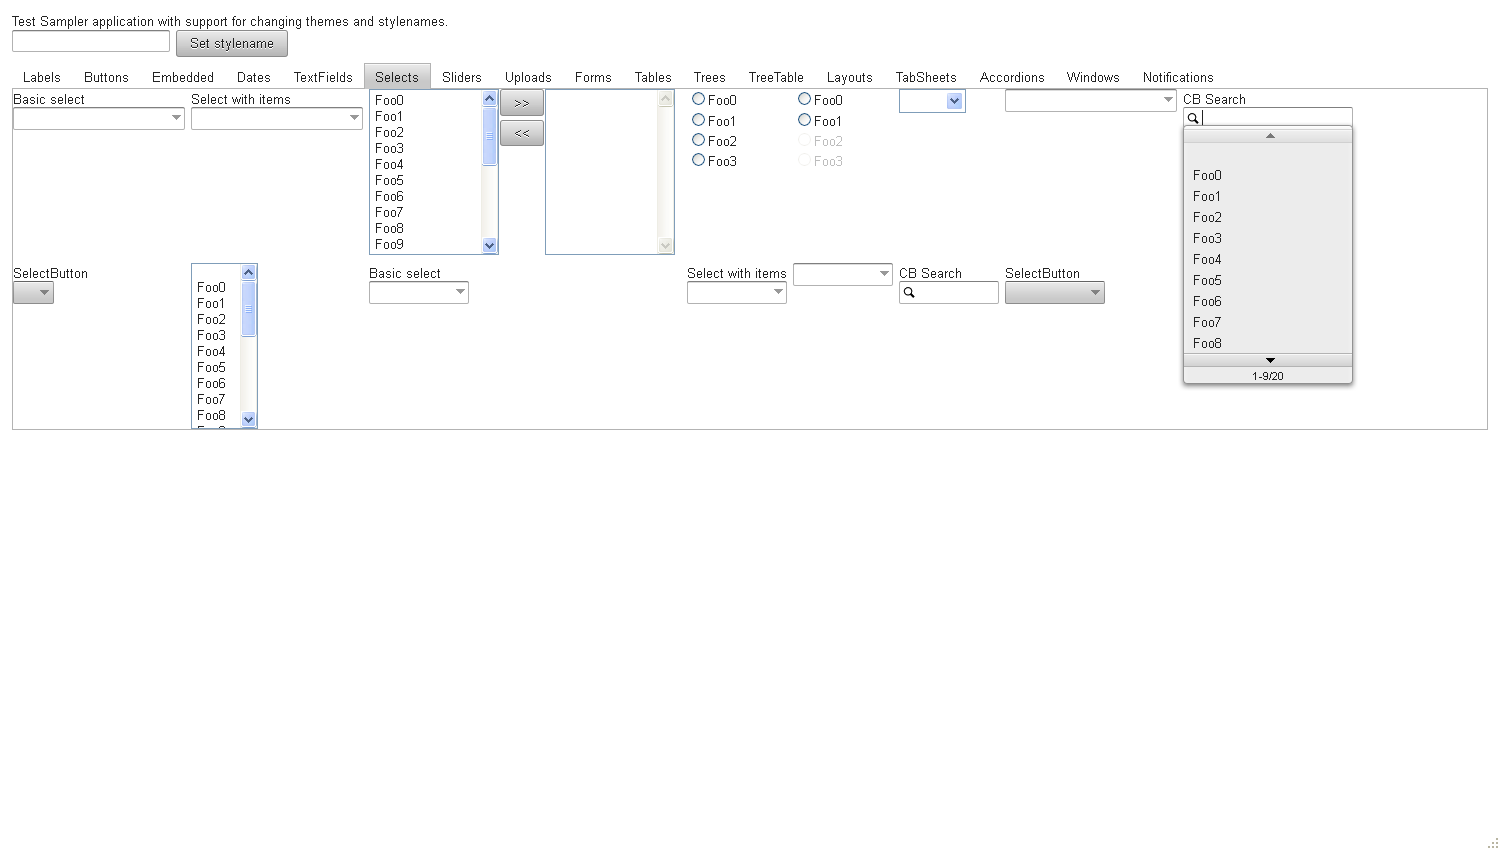 Test Sampler application with support for changing themes and stylenames.
Set stylename
Labels Buttons Embedded Dates TextFields Selects Sliders Uploads Forms Tables Trees TreeTable Layouts TabSheets Accordions Windows Notifications
Basic select
Select with items
Foo0
Foo1
Foo2
Foo3
Foo4
Foo5
Foo6
Foo7
Foo8
Foo9
>>
<<
Foo0
Foo1
Foo2
Foo3
Foo0
Foo1
Foo2
Foo3
CB Search
Foo0
Foo1
Foo2
Foo3
Foo4
Foo5
Foo6
Foo7
Foo8
1-9/20
SelectButton
Foo0
Foo1
Foo2
Foo3
Foo4
Foo5
Foo6
Foo7
Foo8
Basic select
Select with items
CB Search
SelectButton